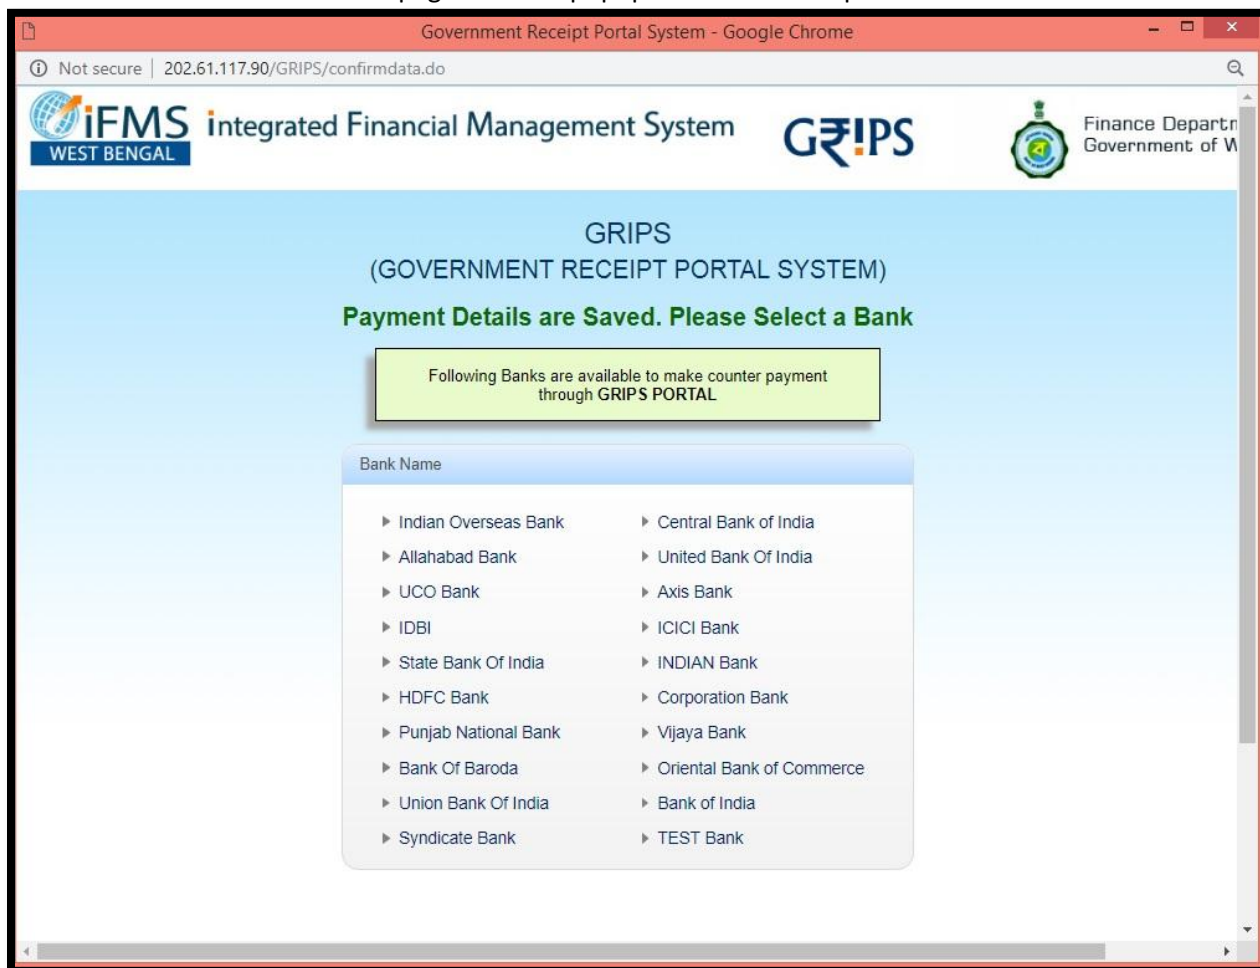 Government Receipt Portal System - Google Chrome
Not secure | 202.61.117.90/GRIPS/confirmdata.do
iFMS
WEST BENGAL
integrated Financial Management System
G₹!PS
Finance Departm
Government of W
GRIPS
(GOVERNMENT RECEIPT PORTAL SYSTEM)
Payment Details are Saved. Please Select a Bank
Following Banks are available to make counter payment
through GRIPS PORTAL
Bank Name
Indian Overseas Bank
Central Bank of India
Allahabad Bank
United Bank Of India
UCO Bank
Axis Bank
IDBI
ICICI Bank
State Bank Of India
INDIAN Bank
HDFC Bank
Corporation Bank
Punjab National Bank
Vijaya Bank
Bank Of Baroda
Oriental Bank of Commerce
Union Bank Of India
Bank of India
Syndicate Bank
TEST Bank